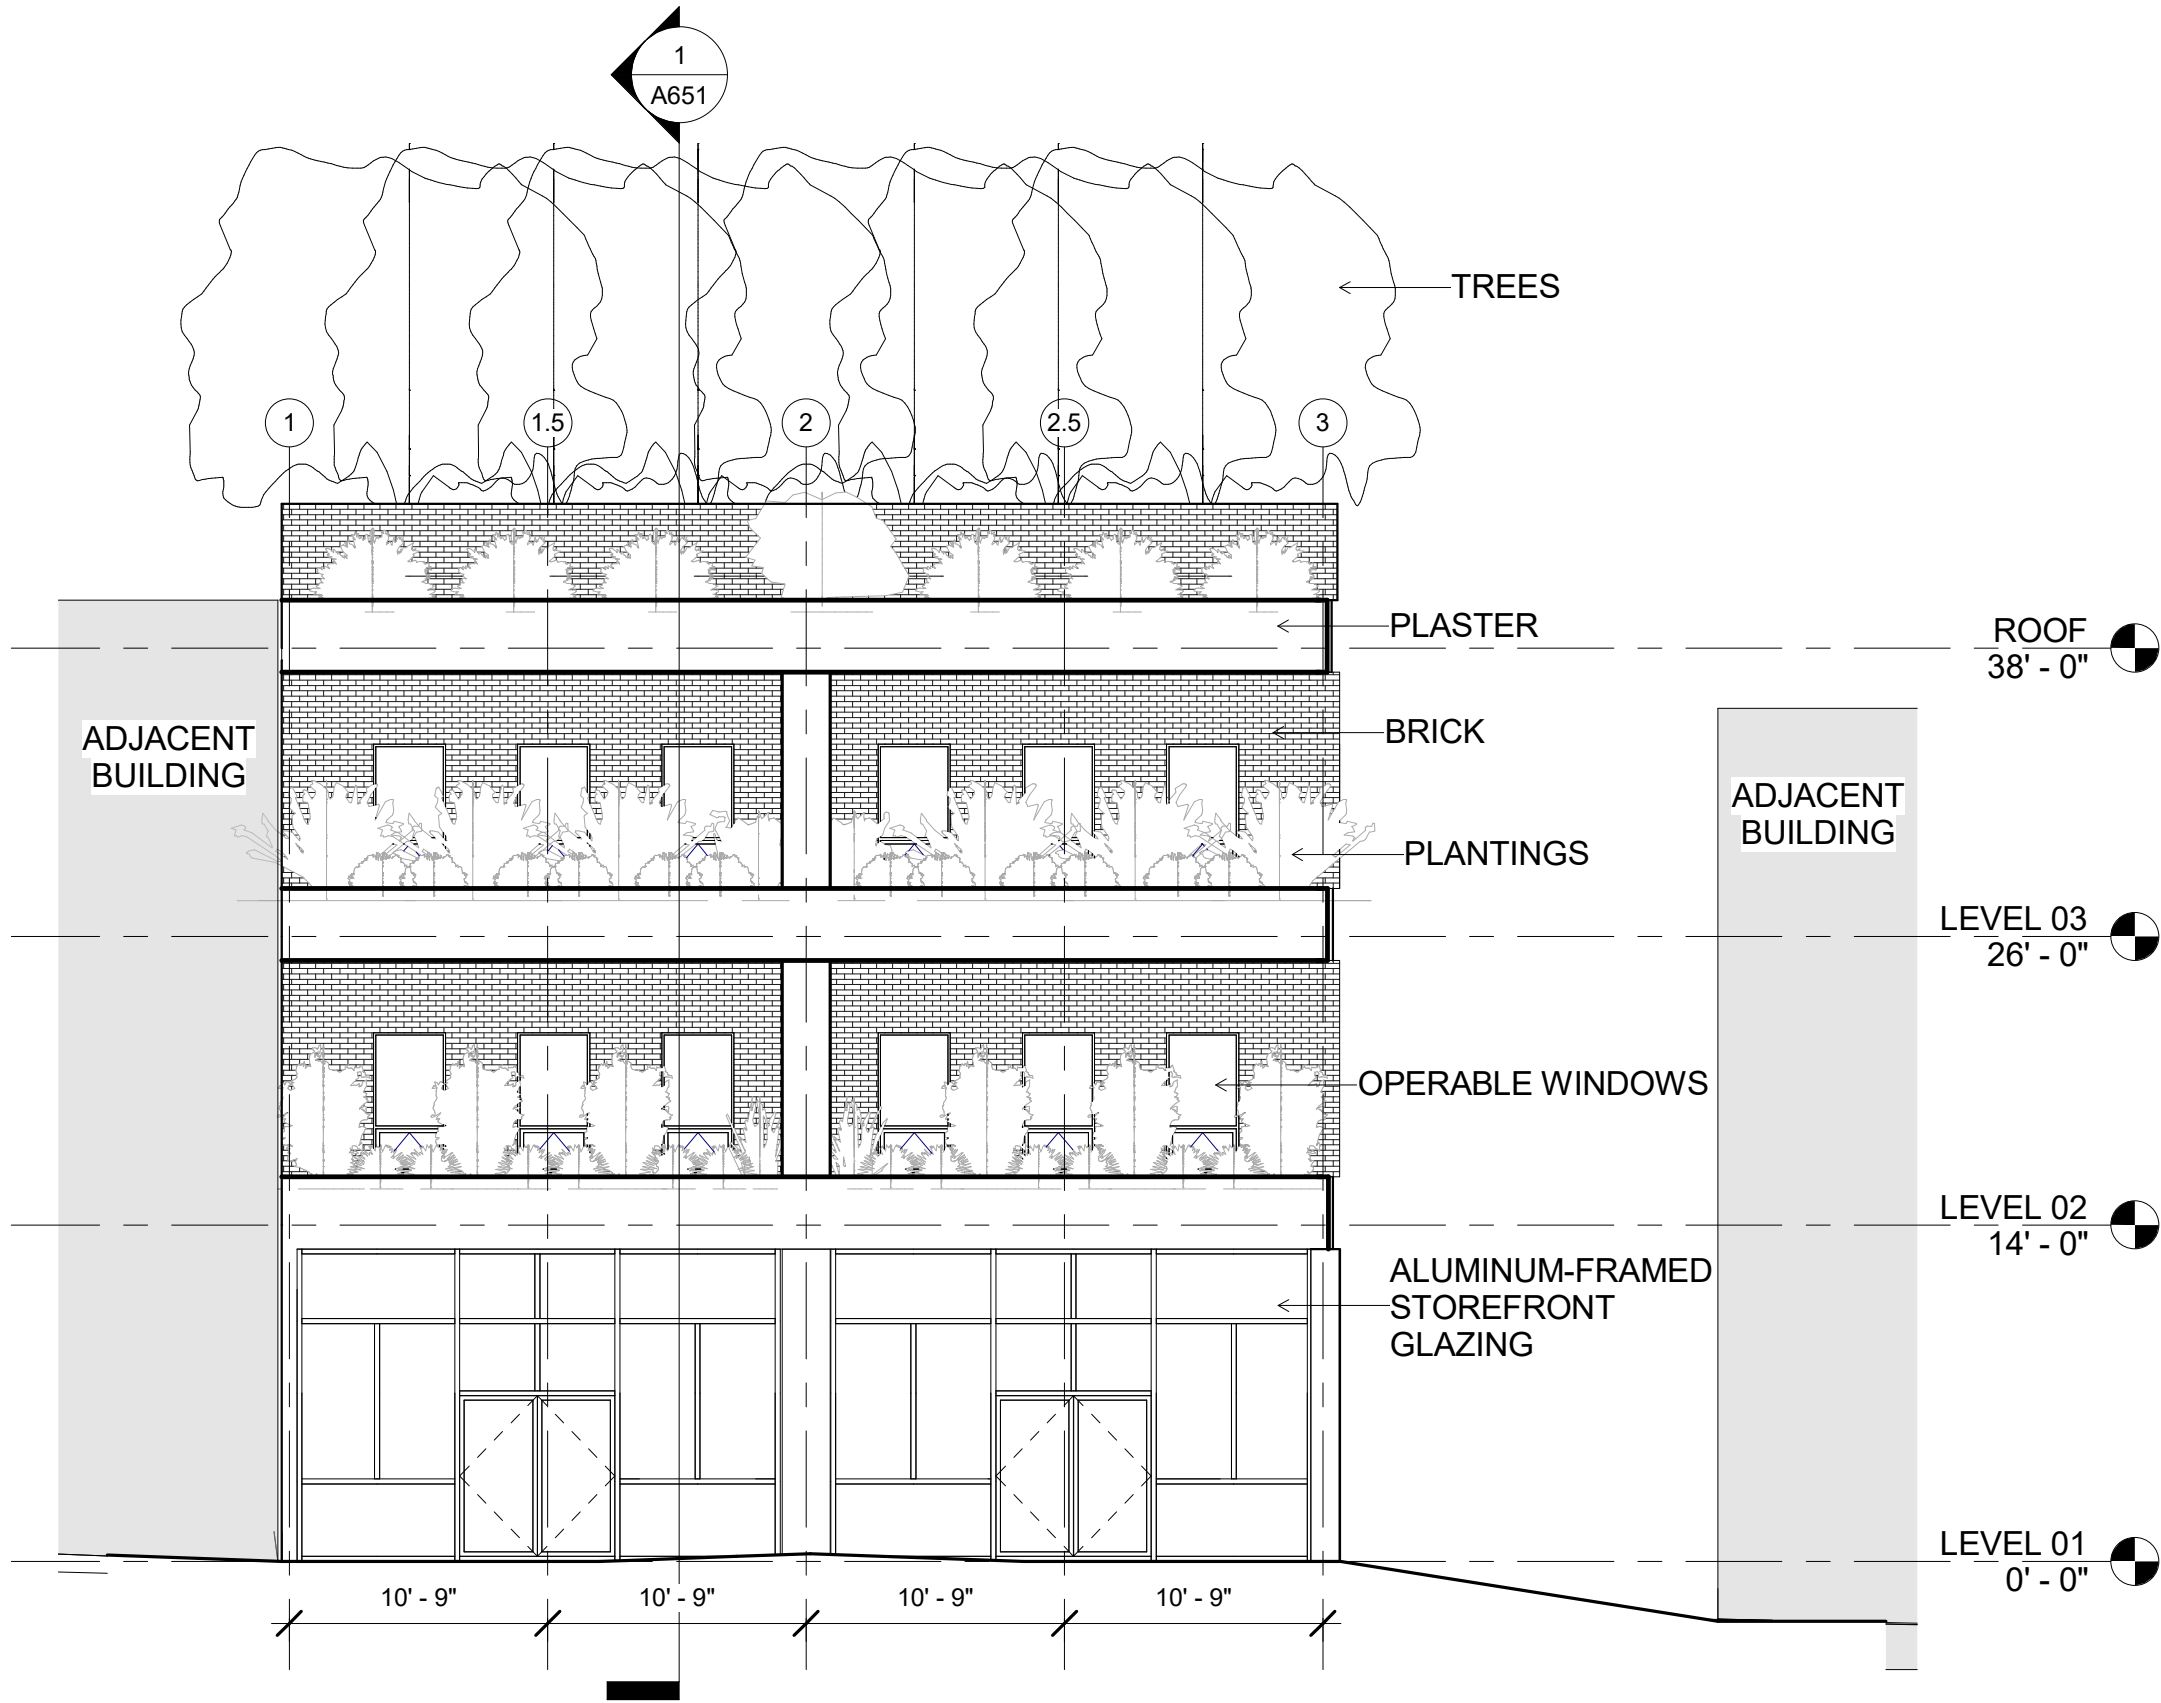 1
A651
TREES
1
1.5
2
2.5
3
PLASTER
ROOF
38' - 0"
ADJACENT
BUILDING
BRICK
ADJACENT
BUILDING
PLANTINGS
LEVEL 03
26' - 0"
OPERABLE WINDOWS
LEVEL 02
14' - 0"
ALUMINUM-FRAMED
STOREFRONT
GLAZING
LEVEL 01
0' - 0"
10' - 9"
10' - 9"
10' - 9"
10' - 9"